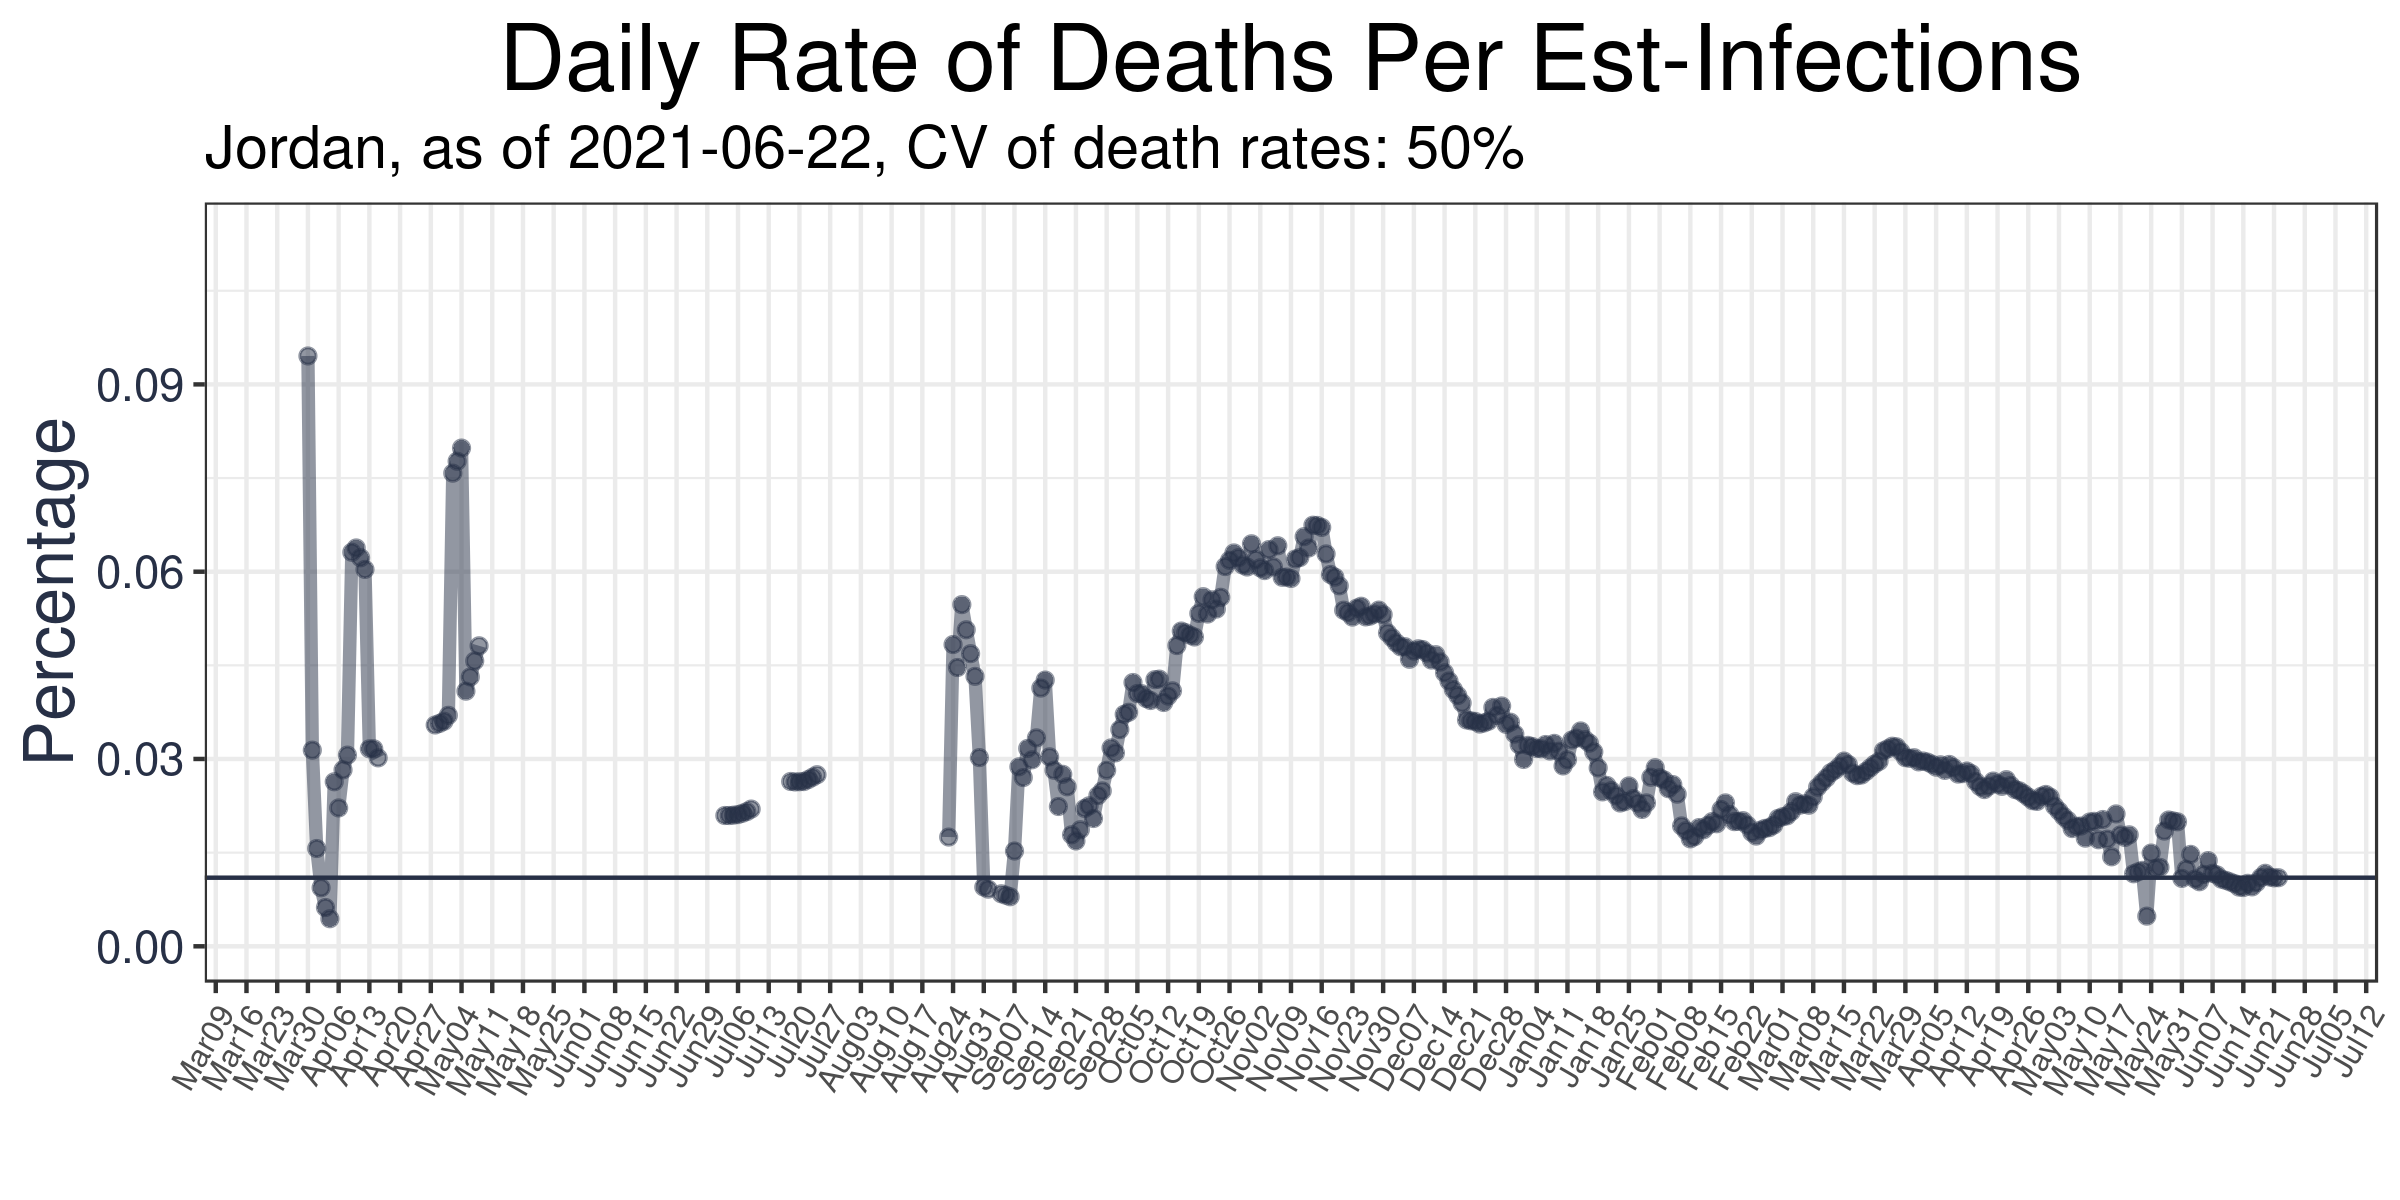 Daily Rate of Deaths Per Est-Infections
Jordan, as of 2021-06-22, CV of death rates: 50%
Percentage
0.09
0.06
0.03
0.00
Mar09
Mar16
Mar23
Mar30
Apr06
Apr13
Apr20
Apr27
May04
May11
May18
May25
Jun01
Jun08
Jun15
Jun22
Jun29
Jul06
Jul13
Jul20
Jul27
Aug03
Aug10
Aug17
Aug24
Aug31
Sep07
Sep14
Sep21
Sep28
Oct05
Oct12
Oct19
Oct26
Nov02
Nov09
Nov16
Nov23
Nov30
Dec07
Dec14
Dec21
Dec28
Jan04
Jan11
Jan18
Jan25
Feb01
Feb08
Feb15
Feb22
Mar01
Mar08
Mar15
Mar22
Mar29
Apr05
Apr12
Apr19
Apr26
May03
May10
May17
May24
May31
Jun07
Jun14
Jun21
Jun28
Jul05
Jul12